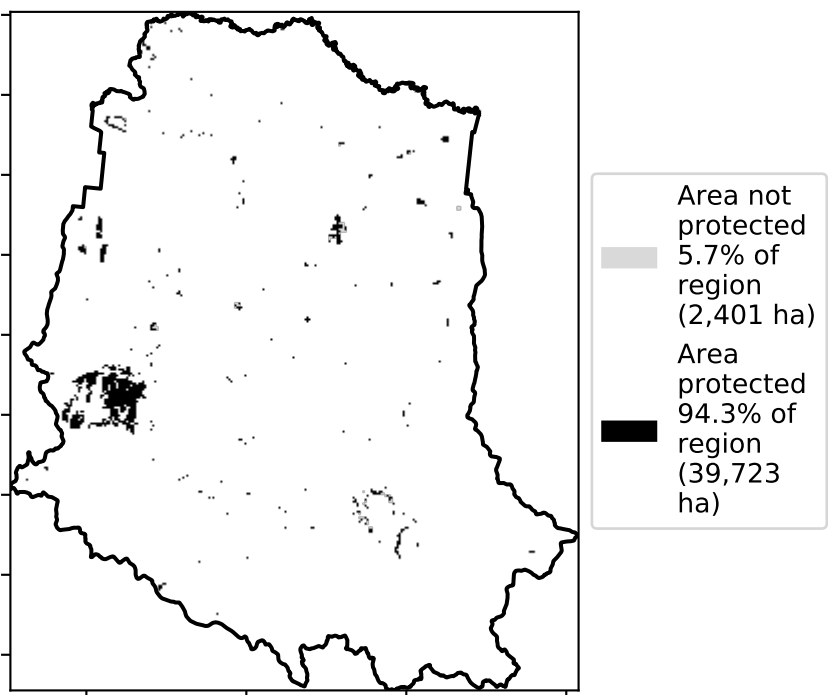 Area not
protected
5.7% of
region
(2,401 ha)
Area
protected
94.3% of
region
(39,723
ha)